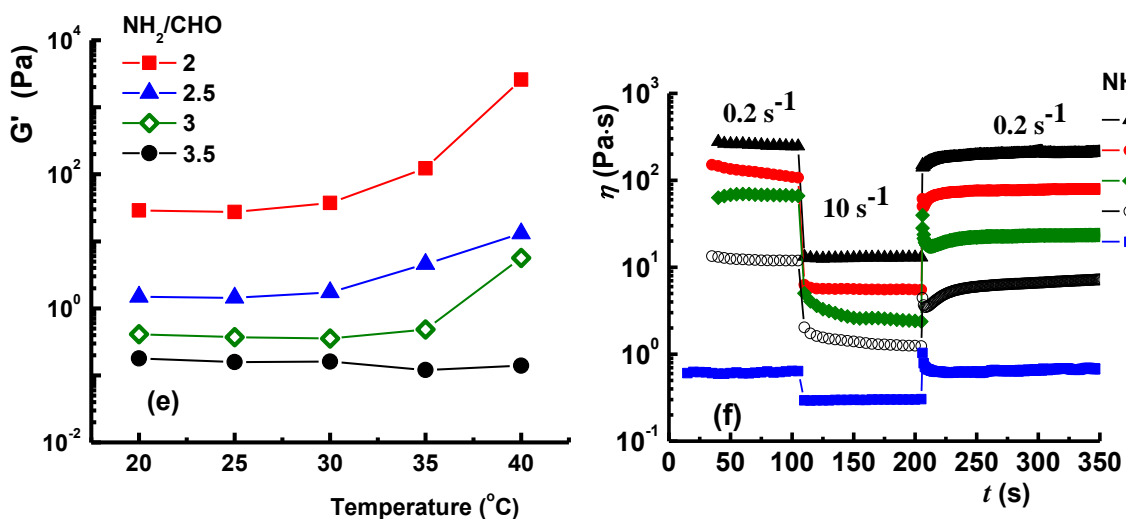 NH2/CHO
2
2.5
3
3.5
G' (Pa)
10^4
10^2
10^0
10^-2
(e)
20 25 30 35 40
Temperature (°C)
NH
η (Pa·s)
10^3
10^2
10^1
10^0
10^-1
0.2 s^-1
10 s^-1
0.2 s^-1
(f)
0 50 100 150 200 250 300 350
t (s)